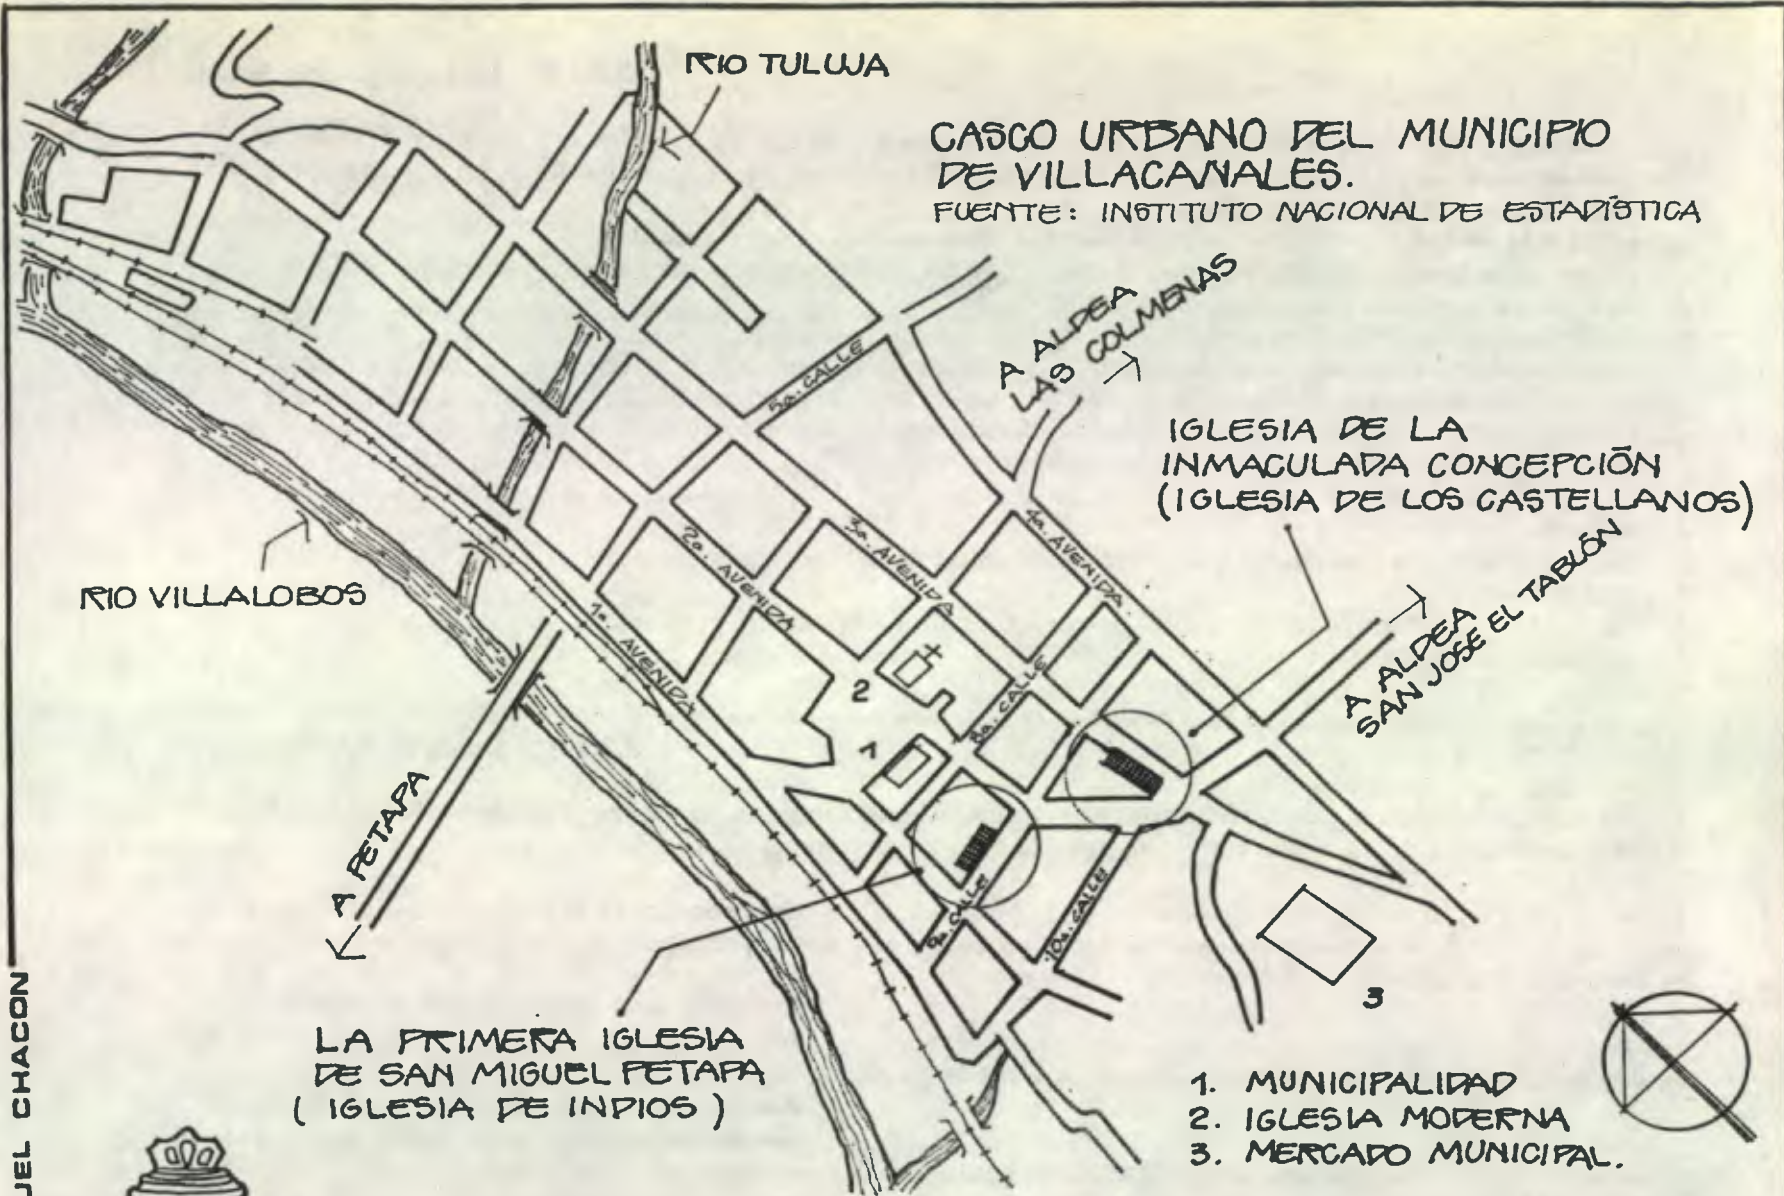 RIO TULUJA
CASCO URBANO DEL MUNICIPIO
DE VILLACANALES.
FUENTE: INSTITUTO NACIONAL DE ESTADÍSTICA
A ALDEA
LAS COLMENAS
5a. CALLE
IGLESIA DE LA
INMACULADA CONCEPCIÓN
(IGLESIA DE LOS CASTELLANOS)
4a. AVENIDA.
3a. AVENIDA
2a. AVENIDA
1a. AVENIDA
RIO VILLALOBOS
A ALDEA
SAN JOSE EL TABLÓN
2
8a. CALLE
1
A PETAPA
9a. CALLE
10a. CALLE
3
LA PRIMERA IGLESIA
DE SAN MIGUEL PETAPA
( IGLESIA DE INDIOS )
1. MUNICIPALIDAD
2. IGLESIA MODERNA
3. MERCADO MUNICIPAL.
CHACON